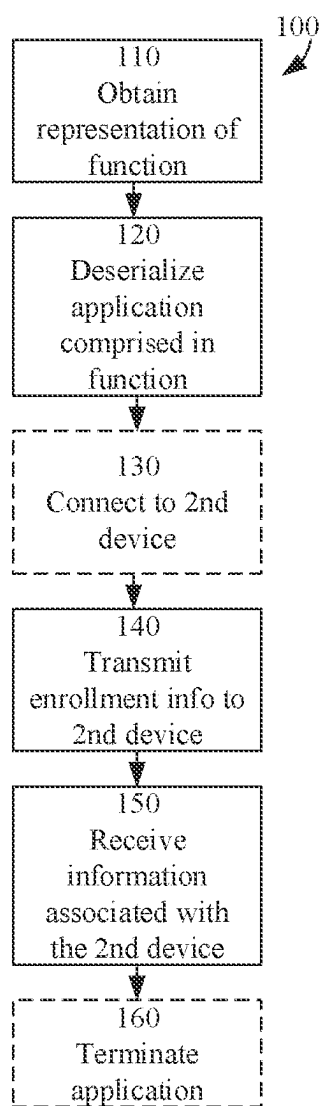 100
110
Obtain
representation of
function
120
Deserialize
application
comprised in
function
130
Connect to 2nd
device
140
Transmit
enrollment info to
2nd device
150
Receive
information
associated with
the 2nd device
160
Terminate
application